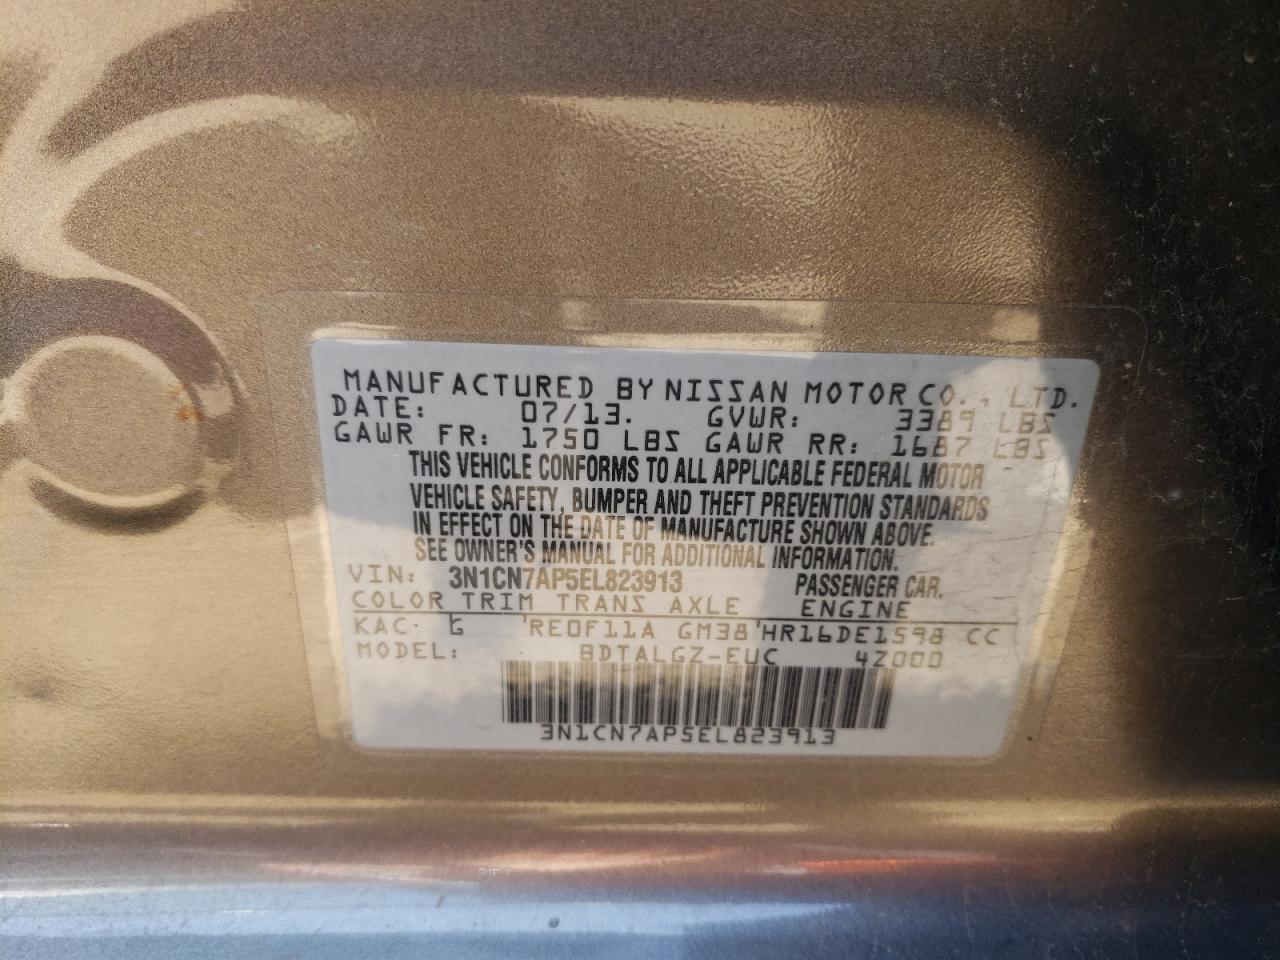 MANUFACTURED BY NISSAN MOTOR CO., LTD.
DATE: 07/13. GVWR: 3389 LBS
GAWR FR: 1750 LBS GAWR RR: 1687 LBS
THIS VEHICLE CONFORMS TO ALL APPLICABLE FEDERAL MOTOR
VEHICLE SAFETY, BUMPER AND THEFT PREVENTION STANDARDS
IN EFFECT ON THE DATE OF MANUFACTURE SHOWN ABOVE.
SEE OWNER'S MANUAL FOR ADDITIONAL INFORMATION.
VIN: 3N1CN7AP5EL823913 PASSENGER CAR.
COLOR TRIM TRANS AXLE ENGINE
KAC G RE0F11A GM38 HR16DE1598 CC
MODEL: BDTALGZ-EUC 4Z000
3N1CN7AP5EL823913